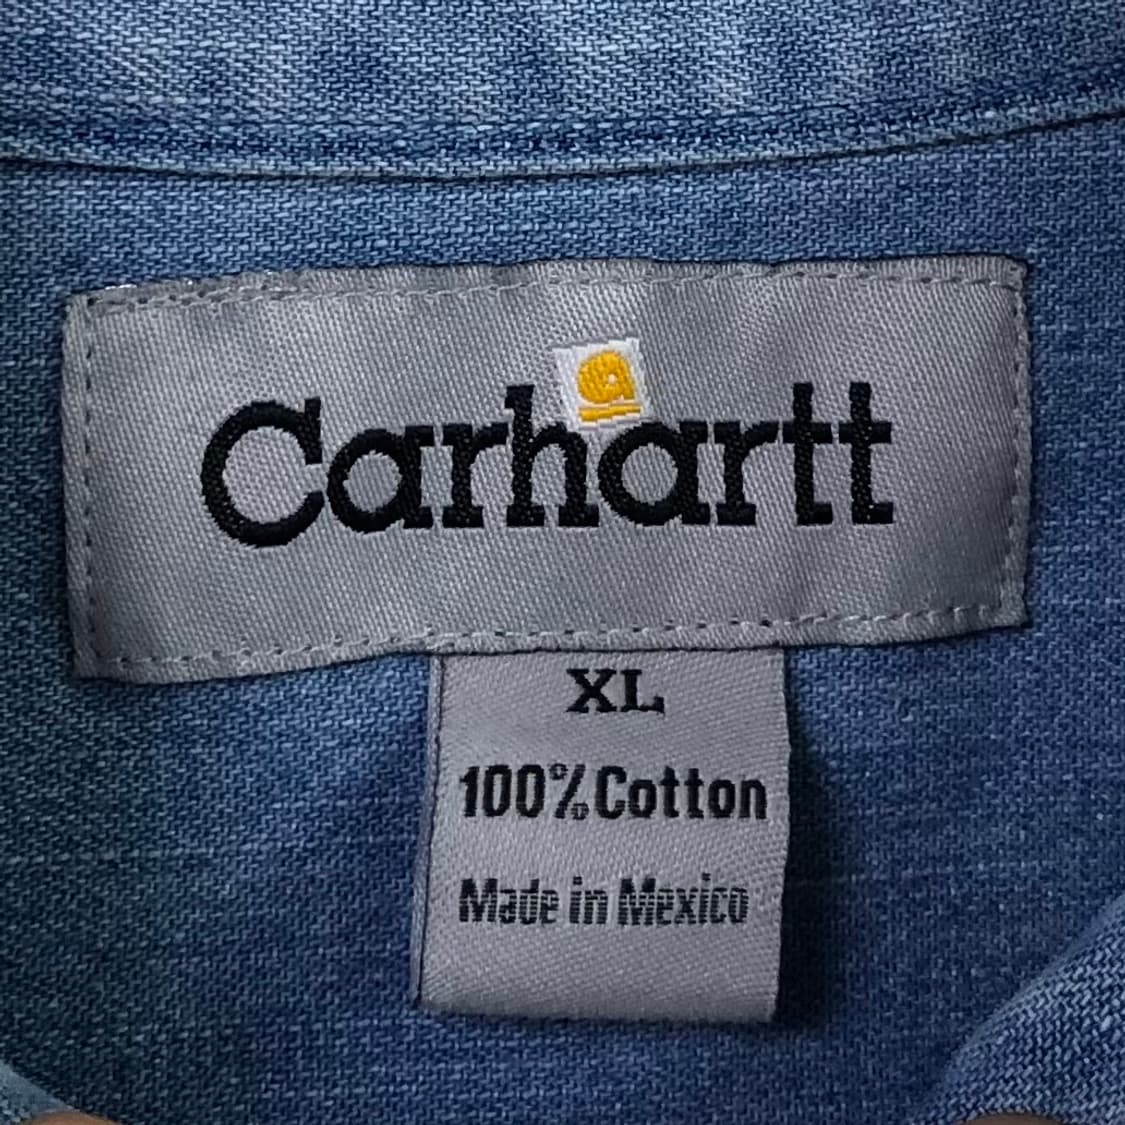 Carhartt
XL
100% Cotton
Made in Mexico